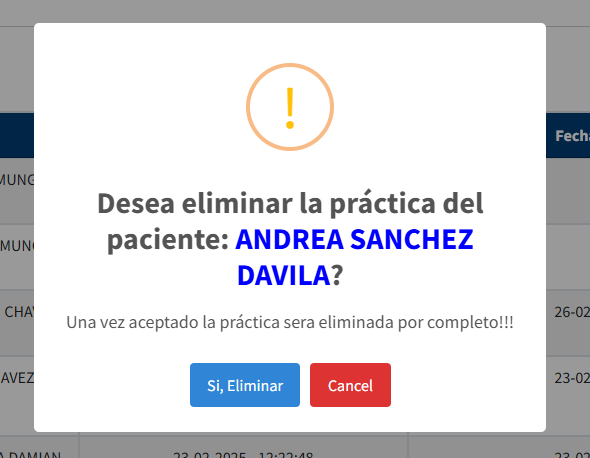 !
Fecha
MUNG
Desea eliminar la práctica del
paciente: ANDREA SANCHEZ
DAVILA?
MUNG
CHAV
26-02
Una vez aceptado la práctica sera eliminada por completo!!!
AVEZ
23-02
Si, Eliminar
Cancel
A DAMIAN
23-02-2025 - 12:22:48
23-02